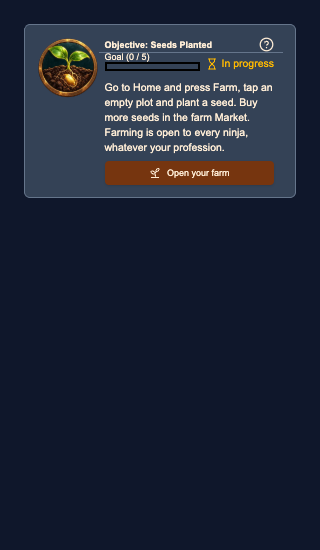 Objective: Seeds Planted
Goal (0 / 5)
In progress
Go to Home and press Farm, tap an
empty plot and plant a seed. Buy
more seeds in the farm Market.
Farming is open to every ninja,
whatever your profession.
Open your farm